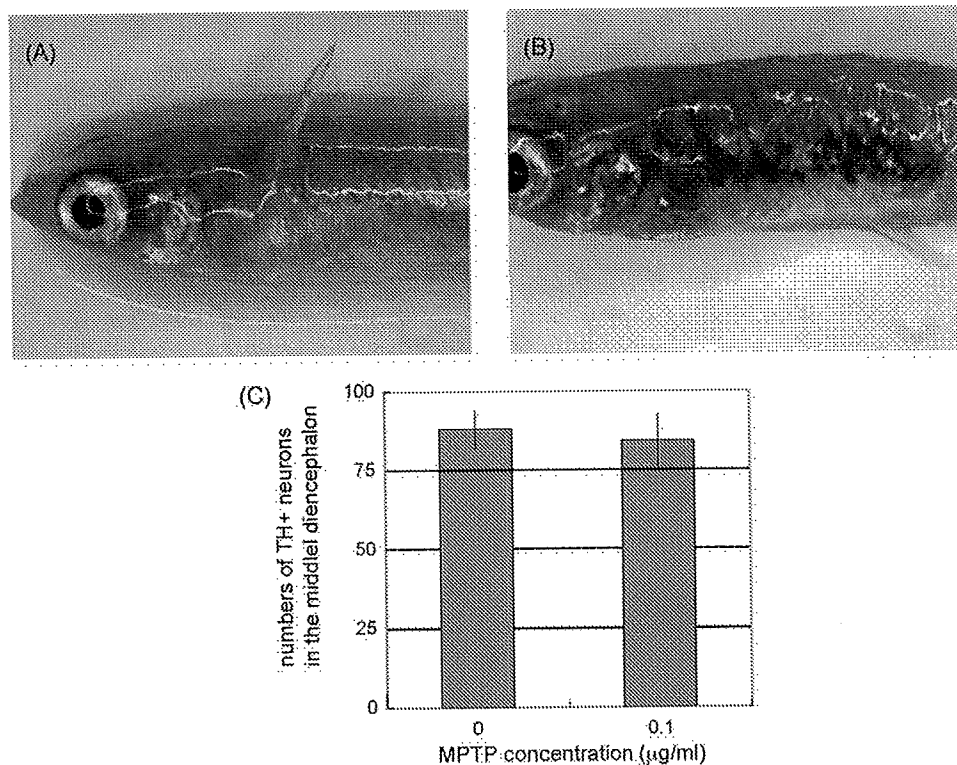 (A)
(B)
(C)
numbers of TH+ neurons
in the middlel diencephalon
100
75
50
25
0
0
0.1
MPTP concentration (μg/ml)